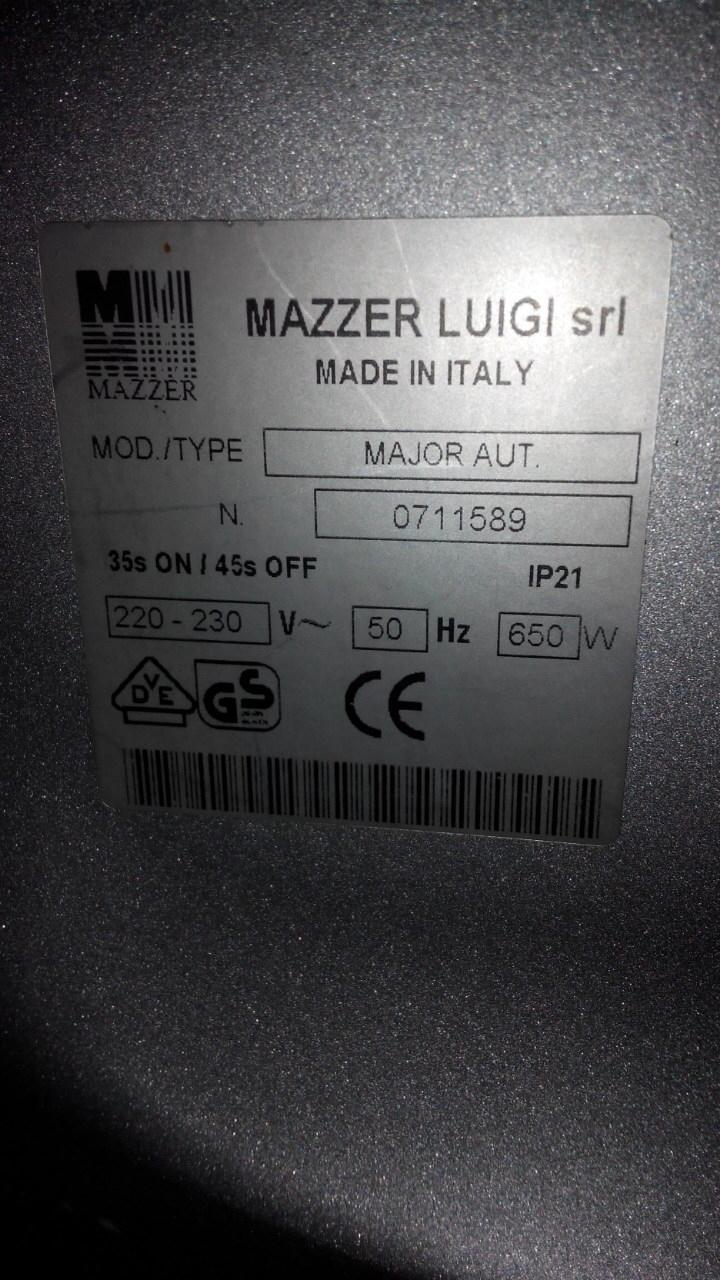 M
MAZZER
MAZZER LUIGI srl
MADE IN ITALY
MOD./TYPE MAJOR AUT.
N. 0711589
35s ON / 45s OFF IP21
220 - 230 V~ 50 Hz 650 W
DVE GS CE